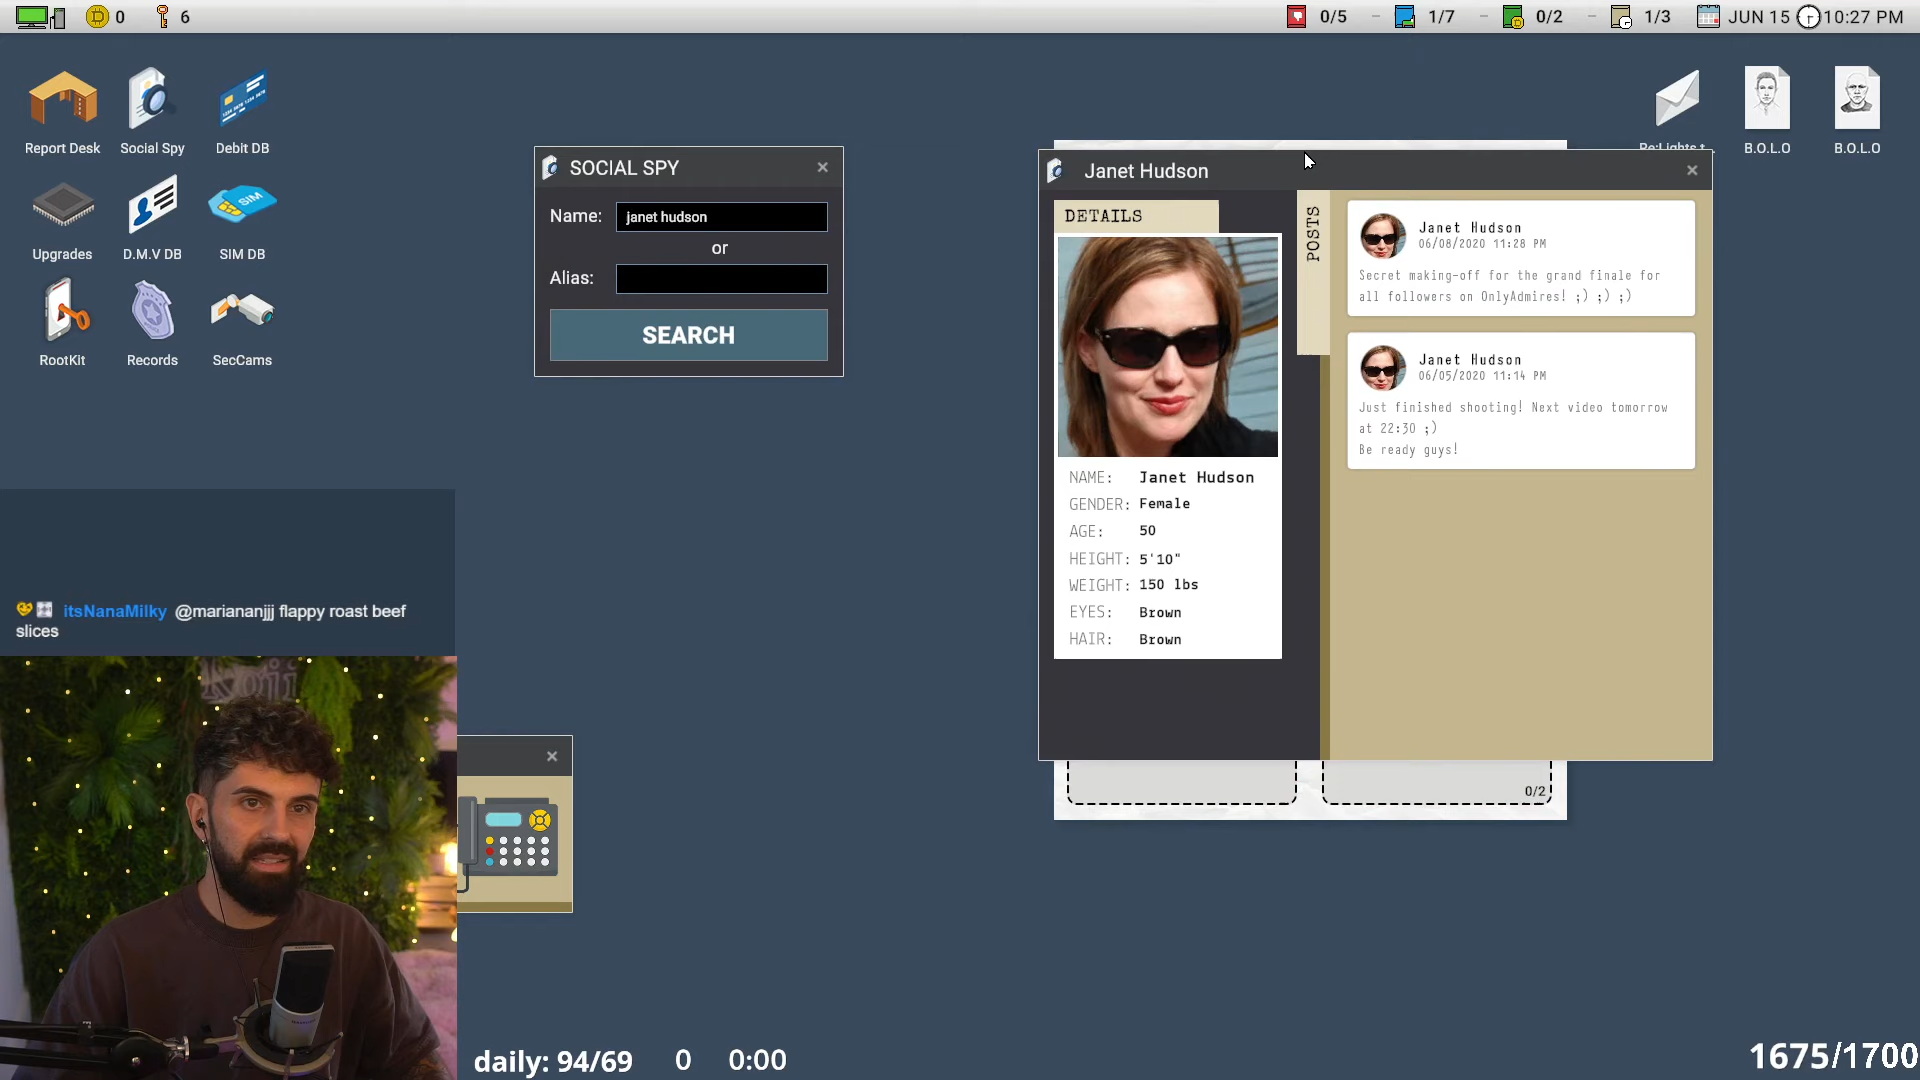 0
6
0/5
1/7
0/2
1/3
JUN 15
10:27 PM
Report Desk
Social Spy
Debit DB
Upgrades
D.M.V DB
SIM DB
RootKit
Records
SecCams
Re:Lights t...
B.O.L.O
B.O.L.O
SOCIAL SPY
Name: janet hudson
or
Alias:
SEARCH
Janet Hudson
DETAILS
NAME: Janet Hudson
GENDER: Female
AGE: 50
HEIGHT: 5'10"
WEIGHT: 150 lbs
EYES: Brown
HAIR: Brown
POSTS
Janet Hudson
06/08/2020 11:28 PM
Secret making-off for the grand finale for
all followers on OnlyAdmires! ;) ;) ;)
Janet Hudson
06/05/2020 11:14 PM
Just finished shooting! Next video tomorrow
at 22:30 ;)
Be ready guys!
0/2
itsNanaMilky @mariananjjj flappy roast beef
slices
daily: 94/69 0 0:00
1675/1700